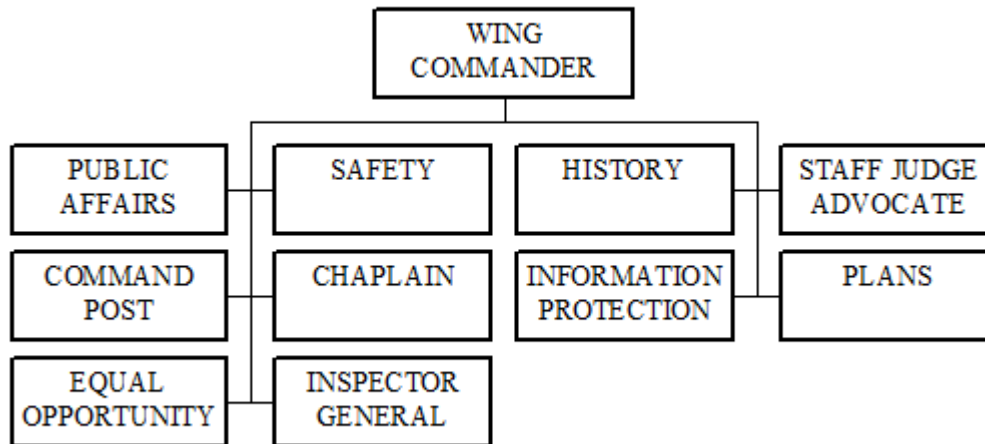 WING
COMMANDER
PUBLIC
AFFAIRS
SAFETY
HISTORY
STAFF JUDGE
ADVOCATE
COMMAND
POST
CHAPLAIN
INFORMATION
PROTECTION
PLANS
EQUAL
OPPORTUNITY
INSPECTOR
GENERAL